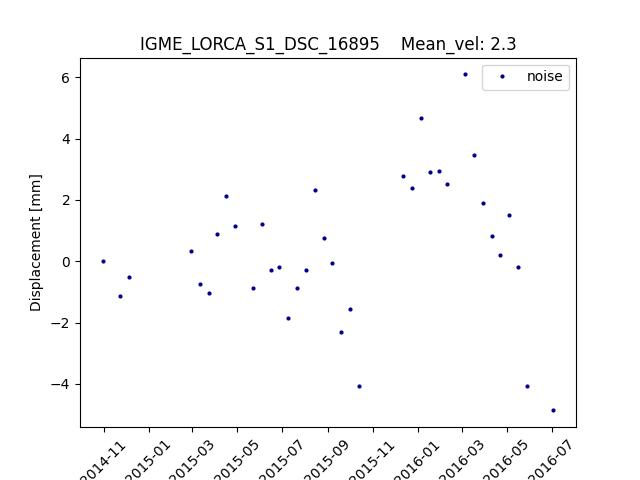 IGME_LORCA_S1_DSC_16895    Mean_vel: 2.3
noise
Displacement [mm]
6
4
2
0
−2
−4
2014-11 2015-01 2015-03 2015-05 2015-07 2015-09 2015-11 2016-01 2016-03 2016-05 2016-07